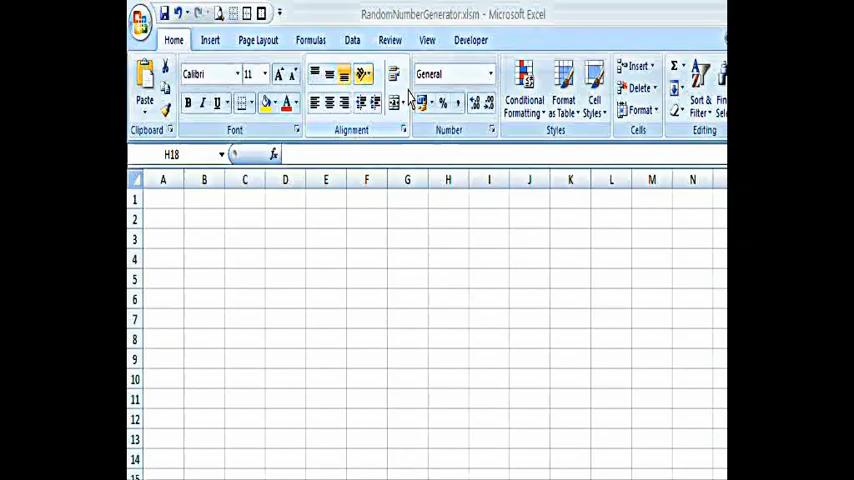 RandomNumberGenerator.xlsm - Microsoft Excel
Home Insert Page Layout Formulas Data Review View Developer
Calibri 11 General Insert Σ
Paste B I U A % , Conditional Formatting Format as Table Cell Styles Delete Format Sort & Filter
Clipboard Font Alignment Number Styles Cells Editing
H18 fx
A B C D E F G H I J K L M N
1
2
3
4
5
6
7
8
9
10
11
12
13
14